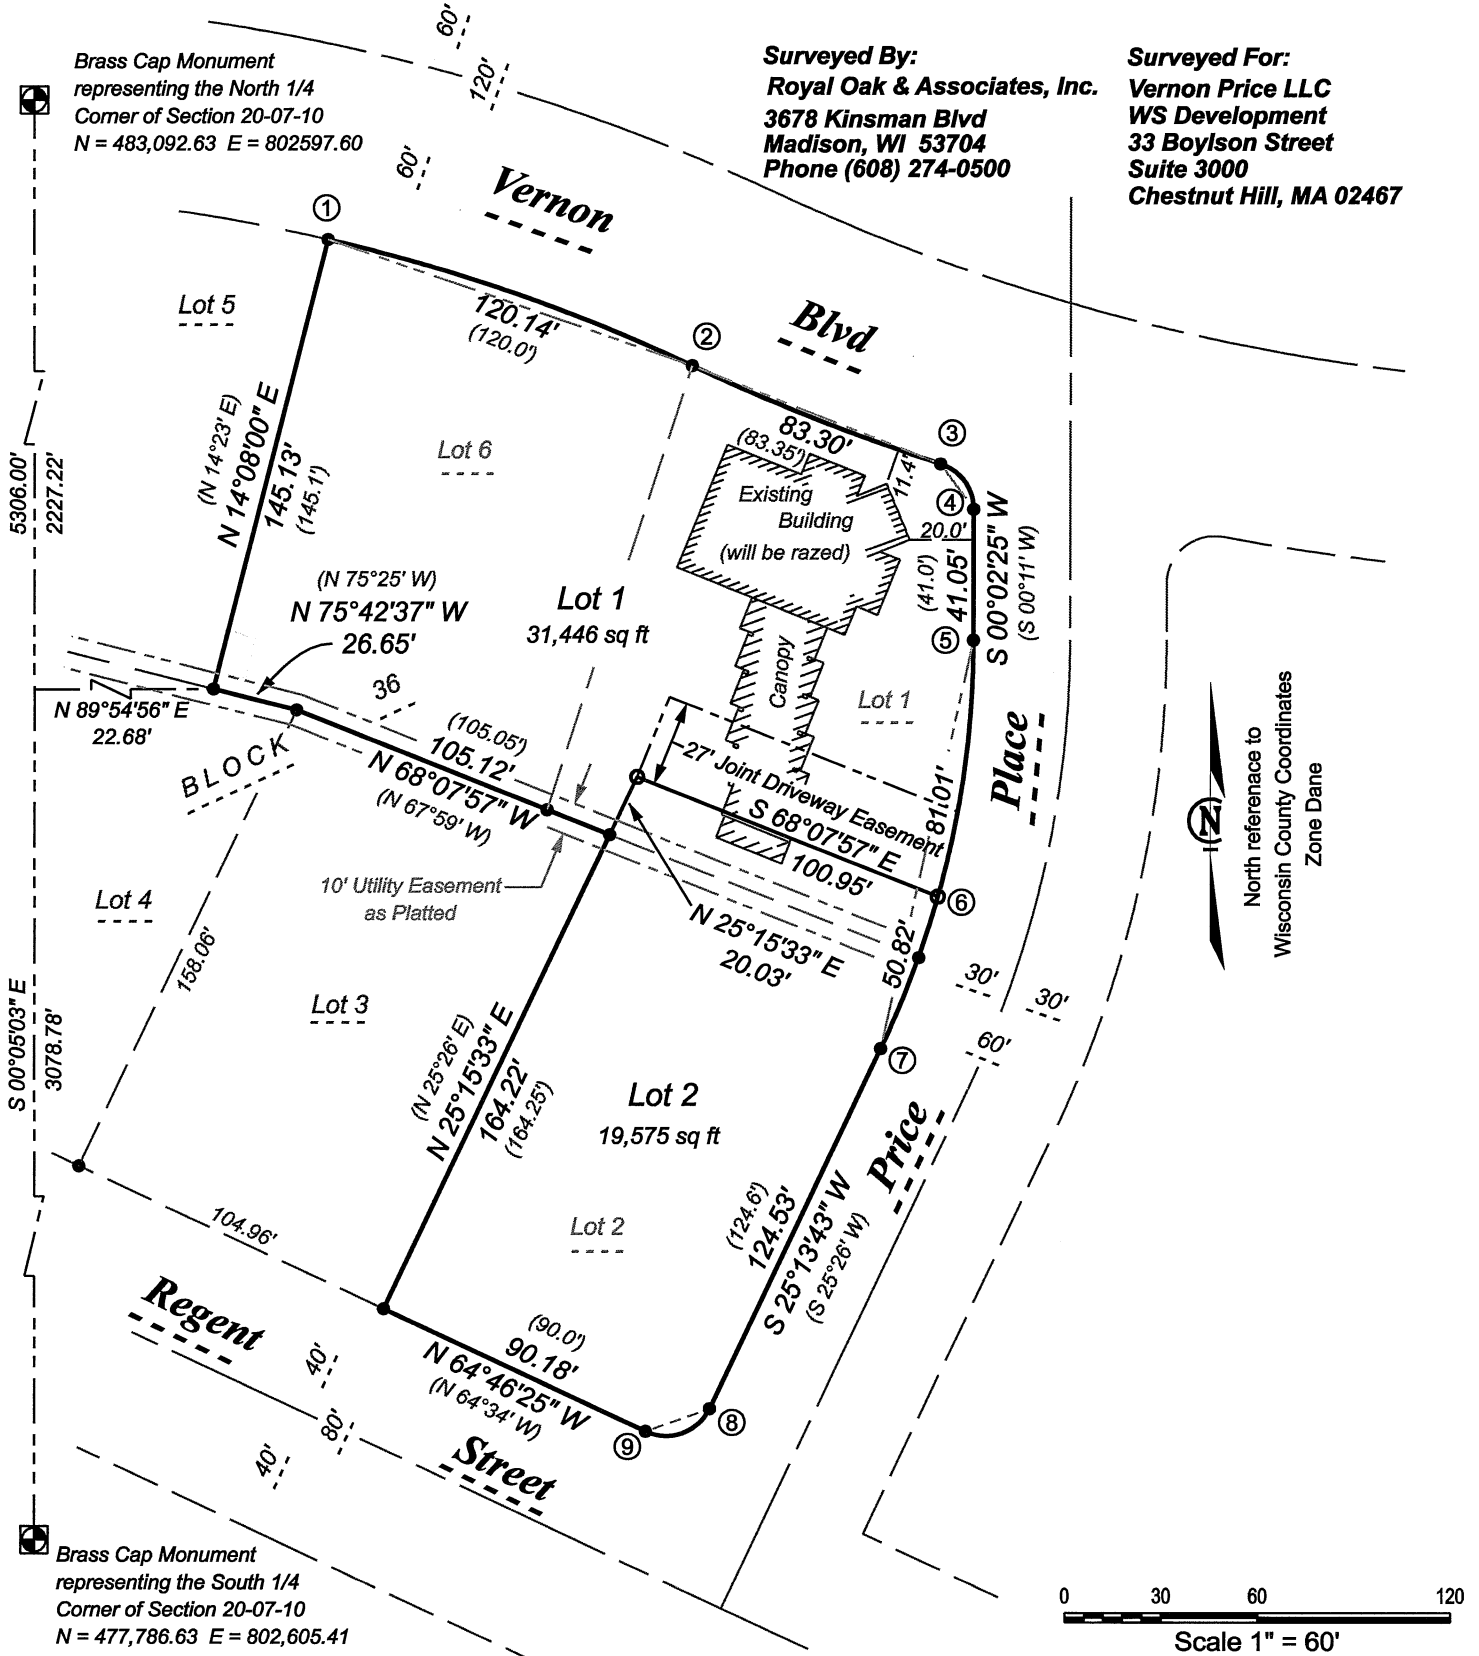 60'
120'
60'
Brass Cap Monument
representing the North 1/4
Corner of Section 20-07-10
N = 483,092.63 E = 802597.60
Surveyed By:
Royal Oak & Associates, Inc.
3678 Kinsman Blvd
Madison, WI 53704
Phone (608) 274-0500
Surveyed For:
Vernon Price LLC
WS Development
33 Boylson Street
Suite 3000
Chestnut Hill, MA 02467
Vernon
Blvd
1
2
3
4
5
Lot 5
120.14'
(120.0')
83.30'
(83.35')
11.4'
(N 14°23' E)
N 14°08'00" E
145.13'
(145.1')
Lot 6
Existing
Building
(will be razed)
20.0'
(41.0')
41.05'
S 00°02'25" W
(S 00°11' W)
5306.00'
2227.22'
(N 75°25' W)
N 75°42'37" W
26.65'
Lot 1
31,446 sq ft
Canopy
Lot 1
36
BLOCK
N 89°54'56" E
22.68'
(105.05')
105.12'
N 68°07'57" W
(N 67°59' W)
27' Joint Driveway Easement
S 68°07'57" E
100.95'
81.01'
Place
North referenace to
Wisconsin County Coordinates
Zone Dane
N
6
10' Utility Easement
as Platted
N 25°15'33" E
20.03'
50.82'
Lot 4
158.06'
Lot 3
30'
30'
60'
7
S 00°05'03" E
3078.78'
(N 25°26' E)
N 25°15'33" E
164.22'
(164.25')
Lot 2
19,575 sq ft
Lot 2
Price
(124.6')
124.53'
S 25°13'43" W
(S 25°26' W)
104.96'
Regent
Street
40'
80'
40'
(90.0')
90.18'
N 64°46'25" W
(N 64°34' W)
8
9
Brass Cap Monument
representing the South 1/4
Corner of Section 20-07-10
N = 477,786.63 E = 802,605.41
0 30 60 120
Scale 1" = 60'